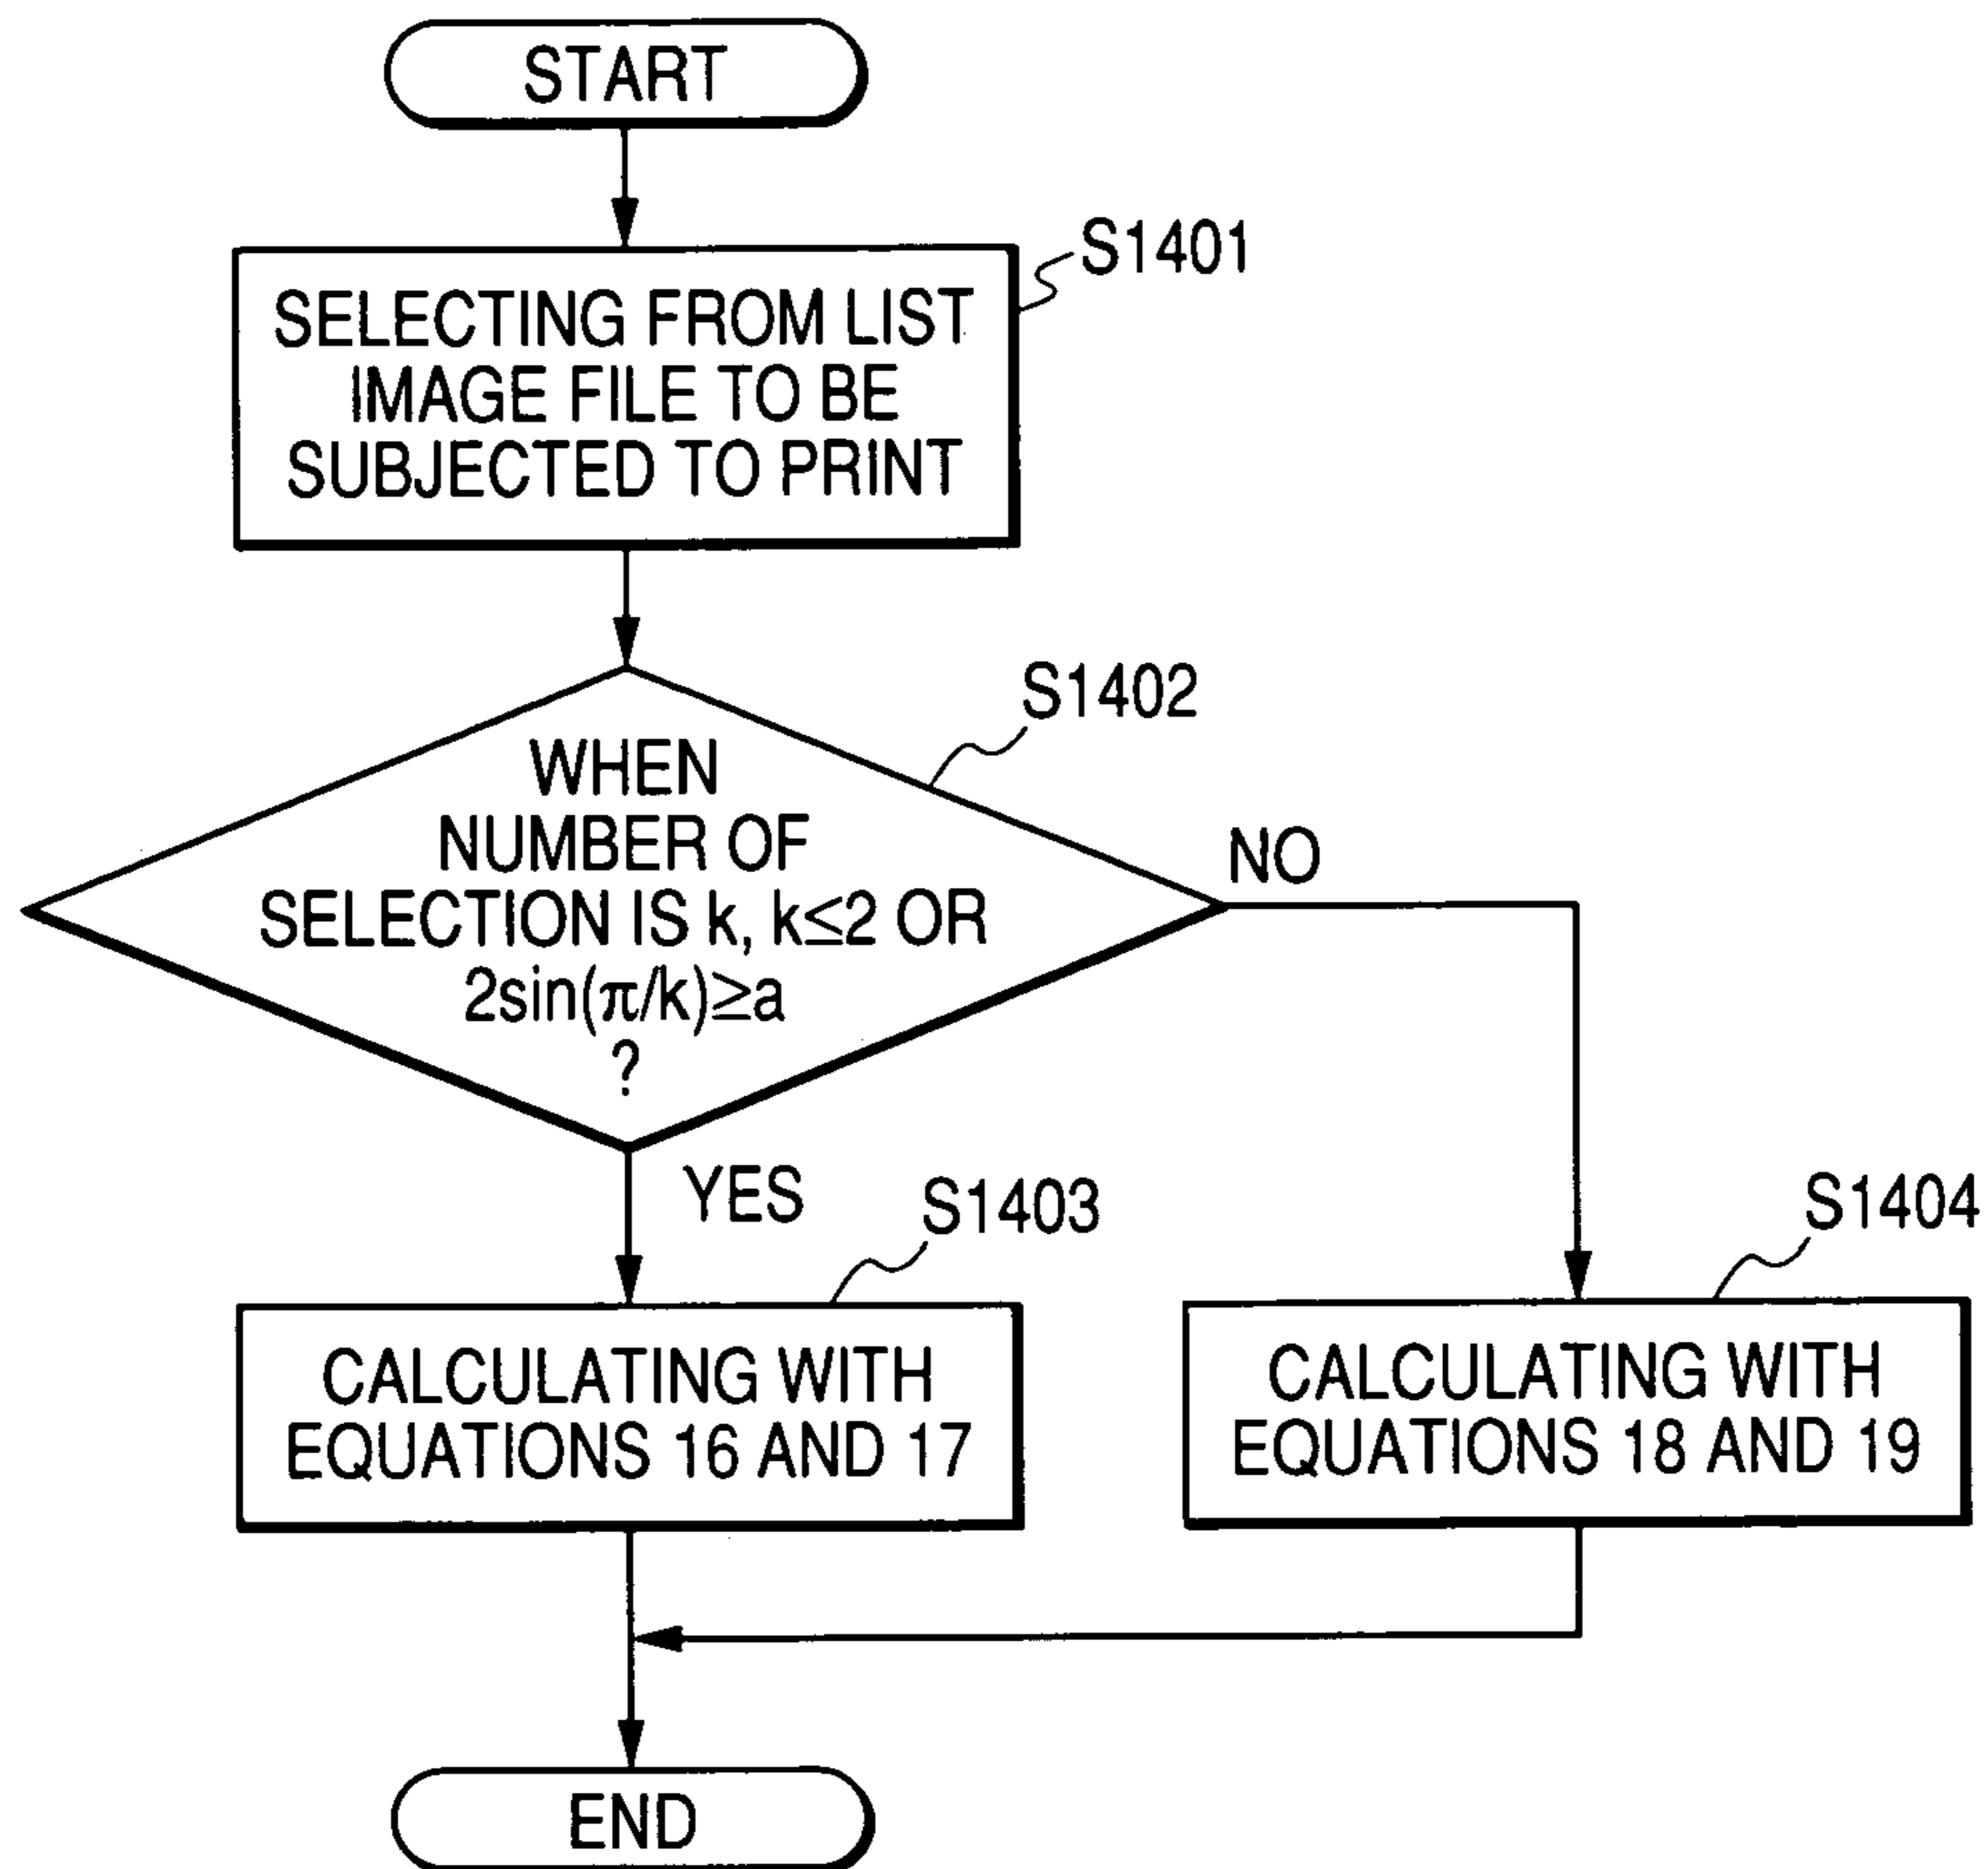 START
S1401
SELECTING FROM LIST
IMAGE FILE TO BE
SUBJECTED TO PRINT
S1402
WHEN
NUMBER OF
SELECTION IS k, k≤2 OR
2sin(π/k)≥a
?
NO
YES
S1403
S1404
CALCULATING WITH
EQUATIONS 16 AND 17
CALCULATING WITH
EQUATIONS 18 AND 19
END